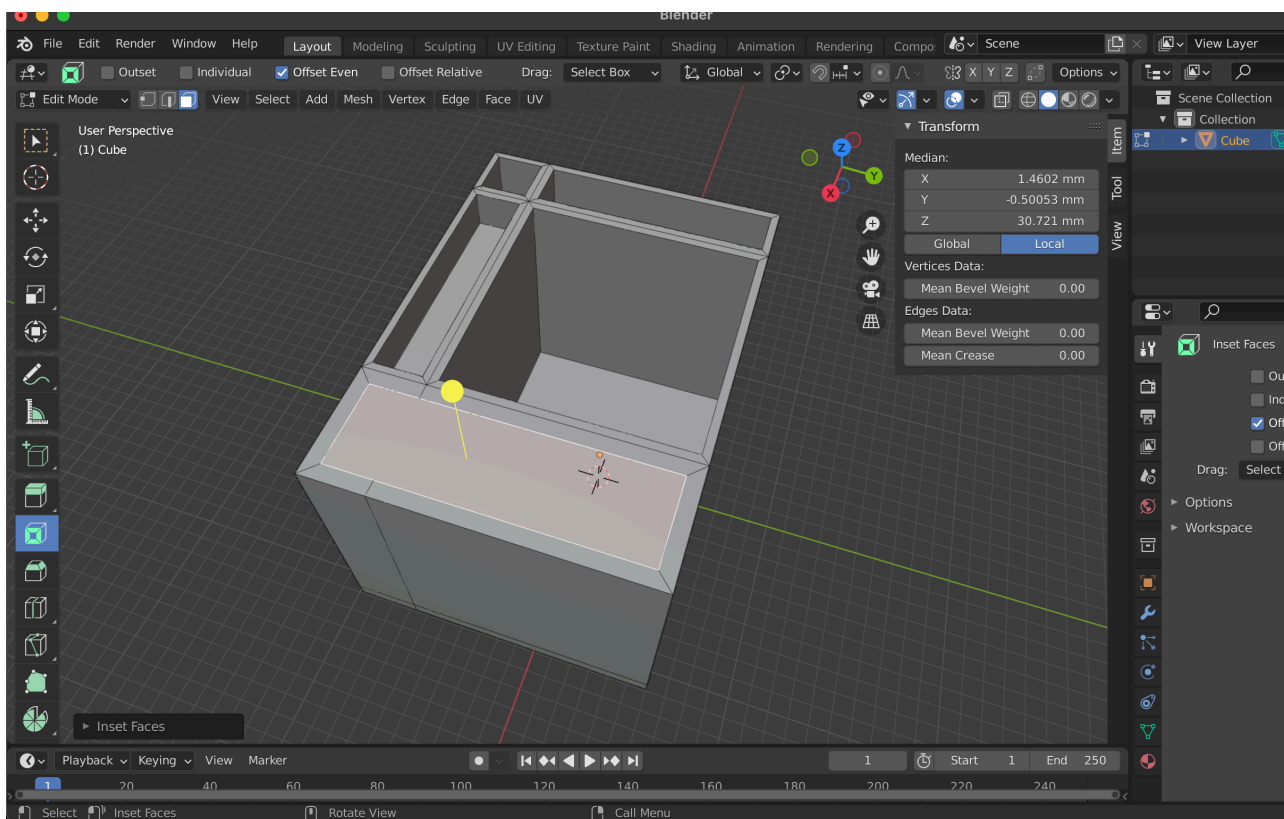 Blender
File Edit Render Window Help Layout Modeling Sculpting UV Editing Texture Paint Shading Animation Rendering Compo: Scene View Layer
Outset Individual Offset Even Offset Relative Drag: Select Box Global X Y Z Options
Edit Mode View Select Add Mesh Vertex Edge Face UV
User Perspective
(1) Cube
Z
Y
X
Transform
Median:
X 1.4602 mm
Y -0.50053 mm
Z 30.721 mm
Global Local
Vertices Data:
Mean Bevel Weight 0.00
Edges Data:
Mean Bevel Weight 0.00
Mean Crease 0.00
Item
Tool
View
Scene Collection
Collection
Cube
Inset Faces
Ou
Ind
Off
Off
Drag: Select
Options
Workspace
Inset Faces
Playback Keying View Marker 1 Start 1 End 250
1 20 40 60 80 100 120 140 160 180 200 220 240
Select Inset Faces Rotate View Call Menu